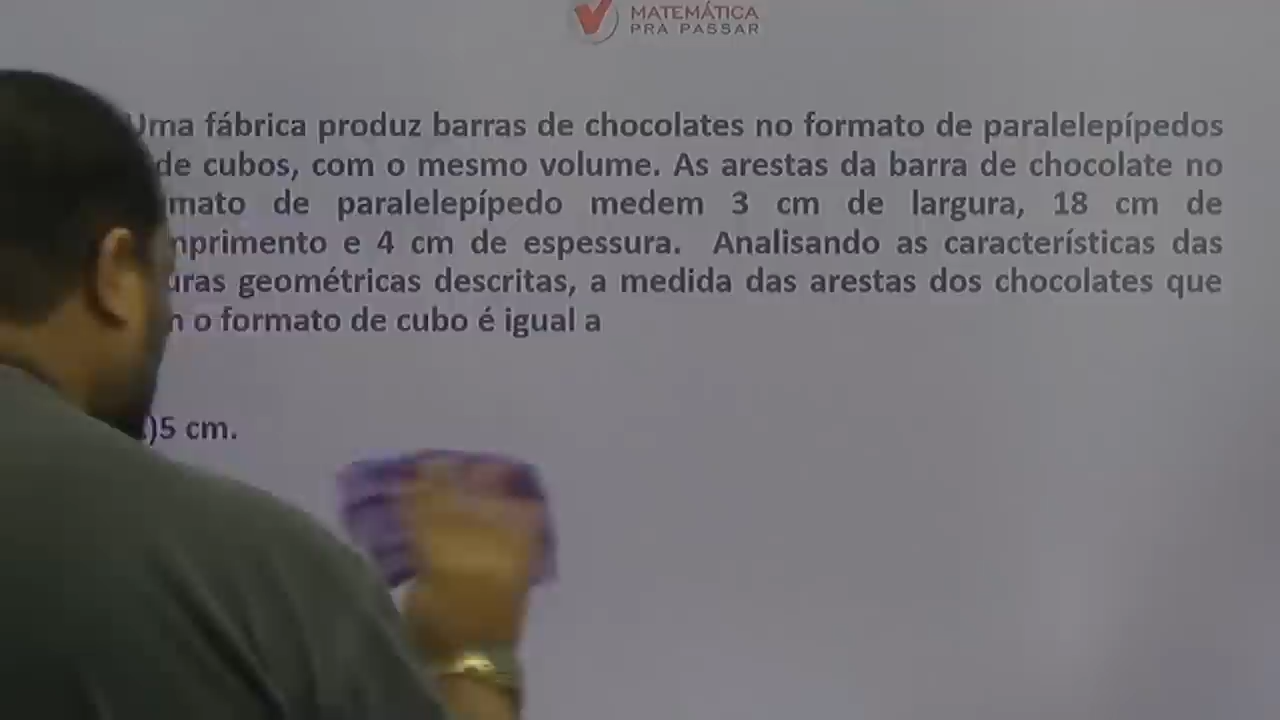 MATEMÁTICA
PRA PASSAR
Uma fábrica produz barras de chocolates no formato de paralelepípedos
de cubos, com o mesmo volume. As arestas da barra de chocolate no
mato de paralelepípedo medem 3 cm de largura, 18 cm de
mprimento e 4 cm de espessura. Analisando as características das
uras geométricas descritas, a medida das arestas dos chocolates que
o formato de cubo é igual a
)5 cm.